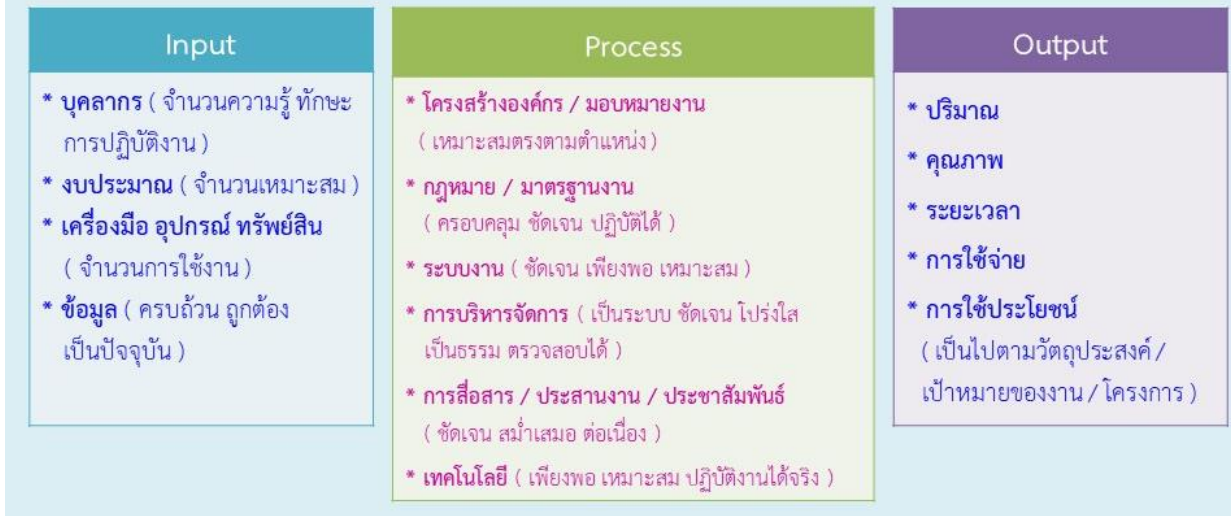 Input
* บุคลากร ( จำนวนความรู้ ทักษะ
การปฏิบัติงาน )
* งบประมาณ ( จำนวนเหมาะสม )
* เครื่องมือ อุปกรณ์ ทรัพย์สิน
( จำนวนการใช้งาน )
* ข้อมูล ( ครบถ้วน ถูกต้อง
เป็นปัจจุบัน )
Process
* โครงสร้างองค์กร / มอบหมายงาน
( เหมาะสมตรงตามตำแหน่ง )
* กฎหมาย / มาตรฐานงาน
( ครอบคลุม ชัดเจน ปฏิบัติได้ )
* ระบบงาน ( ชัดเจน เพียงพอ เหมาะสม )
* การบริหารจัดการ ( เป็นระบบ ชัดเจน โปร่งใส
เป็นธรรม ตรวจสอบได้ )
* การสื่อสาร / ประสานงาน / ประชาสัมพันธ์
( ชัดเจน สม่ำเสมอ ต่อเนื่อง )
* เทคโนโลยี ( เพียงพอ เหมาะสม ปฏิบัติงานได้จริง )
Output
* ปริมาณ
* คุณภาพ
* ระยะเวลา
* การใช้จ่าย
* การใช้ประโยชน์
( เป็นไปตามวัตถุประสงค์ /
เป้าหมายของงาน / โครงการ )